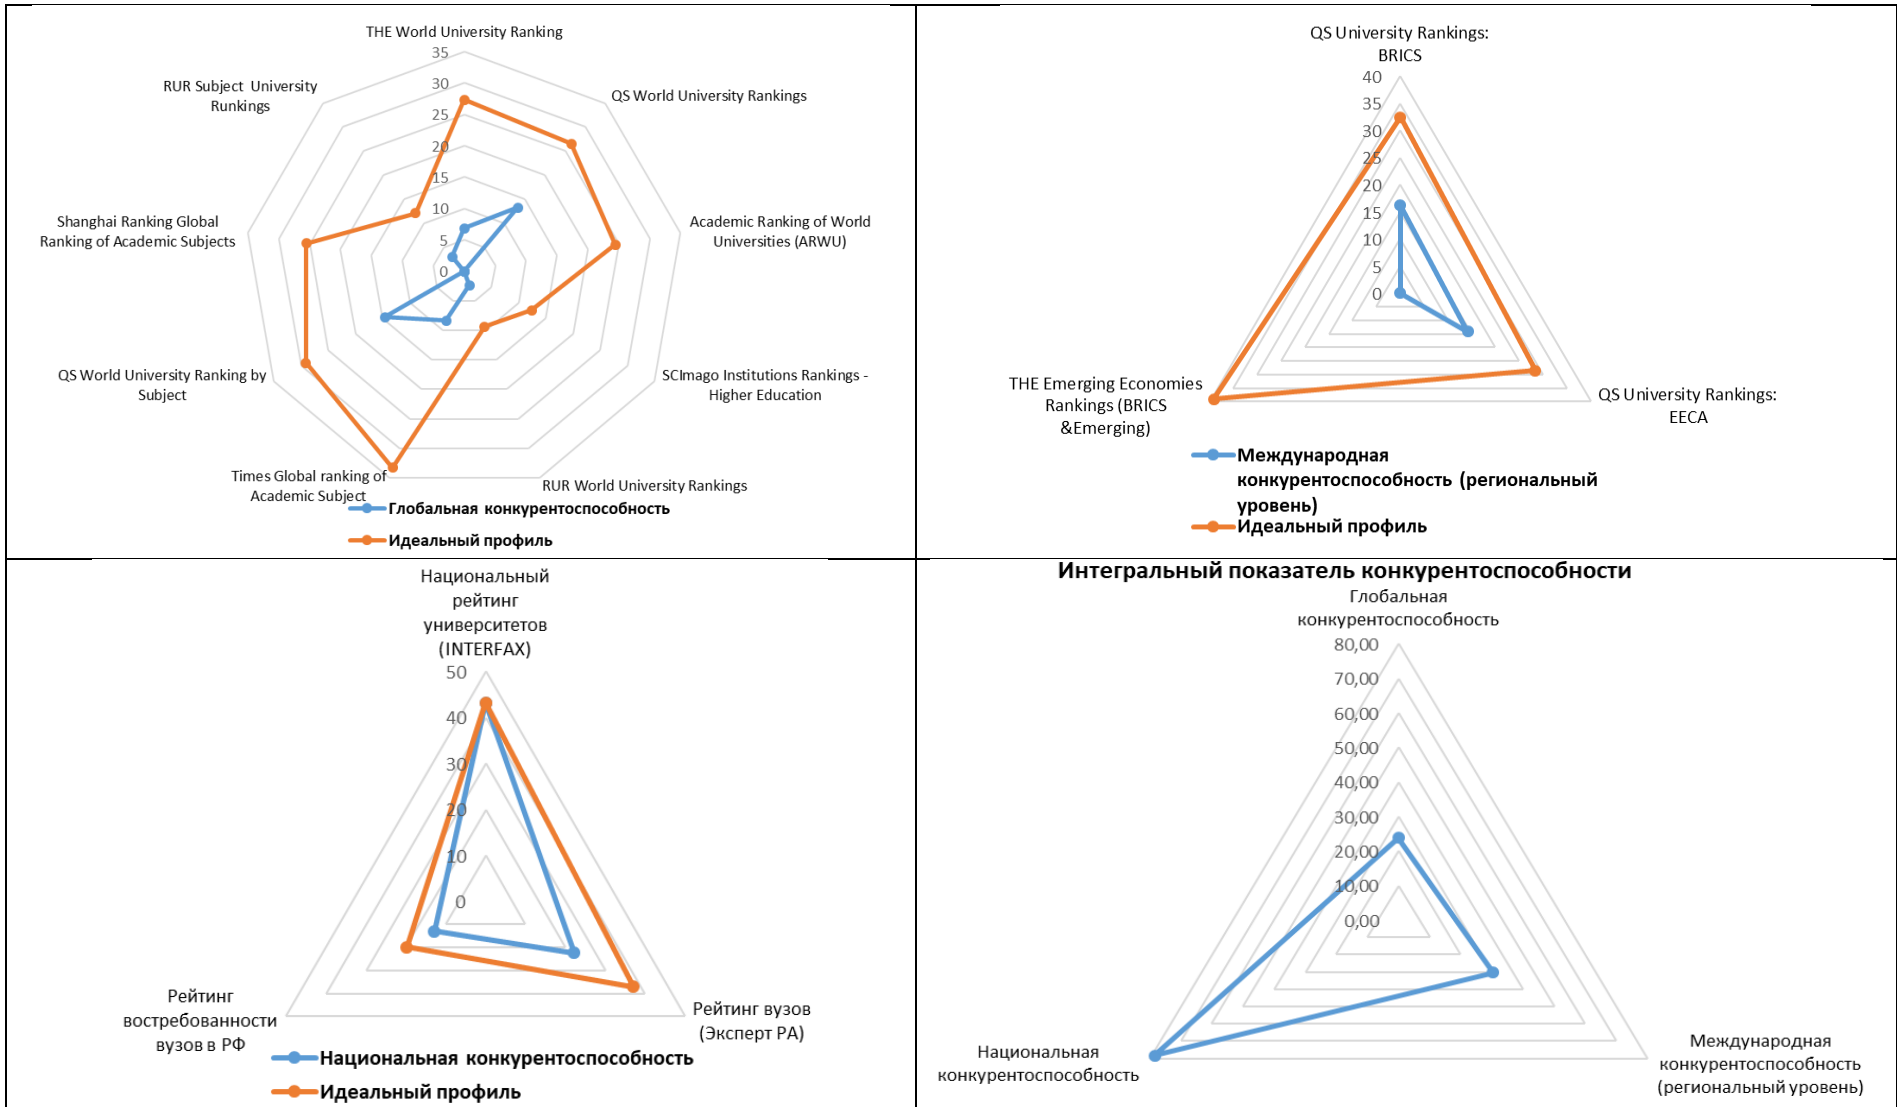 THE World University Ranking
35
30
25
20
15
10
5
0
QS World University Rankings
Academic Ranking of World
Universities (ARWU)
SCImago Institutions Rankings -
Higher Education
RUR World University Rankings
Times Global ranking of
Academic Subject
QS World University Ranking by
Subject
Shanghai Ranking Global
Ranking of Academic Subjects
RUR Subject University
Runkings
Глобальная конкурентоспособность
Идеальный профиль
QS University Rankings:
BRICS
40
35
30
25
20
15
10
5
0
QS University Rankings:
EECA
THE Emerging Economies
Rankings (BRICS
&Emerging)
Международная
конкурентоспособность (региональный
уровень)
Идеальный профиль
Национальный
рейтинг
университетов
(INTERFAX)
50
40
30
20
10
0
Рейтинг вузов
(Эксперт РА)
Рейтинг
востребованности
вузов в РФ
Национальная конкурентоспособность
Идеальный профиль
Интегральный показатель конкурентоспособности
Глобальная
конкурентоспособность
80,00
70,00
60,00
50,00
40,00
30,00
20,00
10,00
0,00
Международная
конкурентоспособность
(региональный уровень)
Национальная
конкурентоспособность